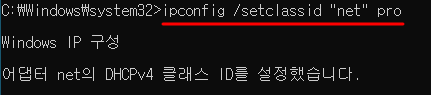 C:₩Windows₩system32>ipconfig /setclassid "net" pro
Windows IP 구성
어댑터 net의 DHCPv4 클래스 ID를 설정했습니다.